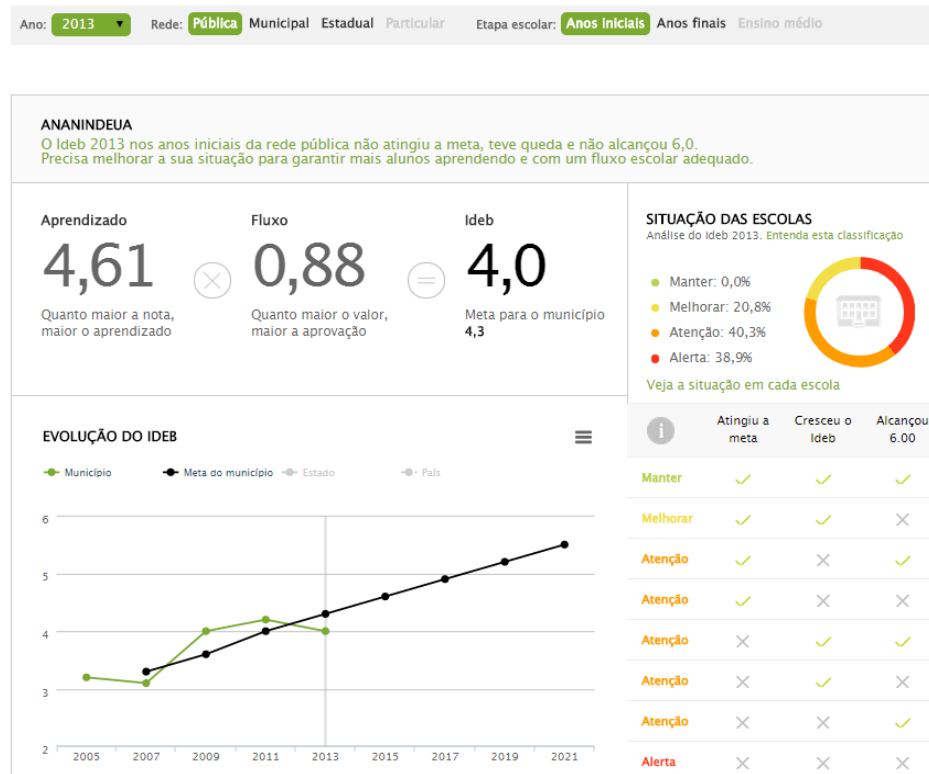 Ano: 2013 Rede: Pública Municipal Estadual Particular Etapa escolar: Anos iniciais Anos finais Ensino médio
ANANINDEUA
O Ideb 2013 nos anos iniciais da rede pública não atingiu a meta, teve queda e não alcançou 6,0.
Precisa melhorar a sua situação para garantir mais alunos aprendendo e com um fluxo escolar adequado.
Aprendizado
4,61
Quanto maior a nota,
maior o aprendizado
Fluxo
0,88
Quanto maior o valor,
maior a aprovação
Ideb
4,0
Meta para o município
4,3
SITUAÇÃO DAS ESCOLAS
Análise do Ideb 2013. Entenda esta classificação
Manter: 0,0%
Melhorar: 20,8%
Atenção: 40,3%
Alerta: 38,9%
Veja a situação em cada escola
EVOLUÇÃO DO IDEB
Município Meta do município Estado País
6
5
4
3
2
2005 2007 2009 2011 2013 2015 2017 2019 2021
i
Atingiu a
meta
Cresceu o
Ideb
Alcançou
6.00
Manter
Melhorar
Atenção
Atenção
Atenção
Atenção
Atenção
Alerta